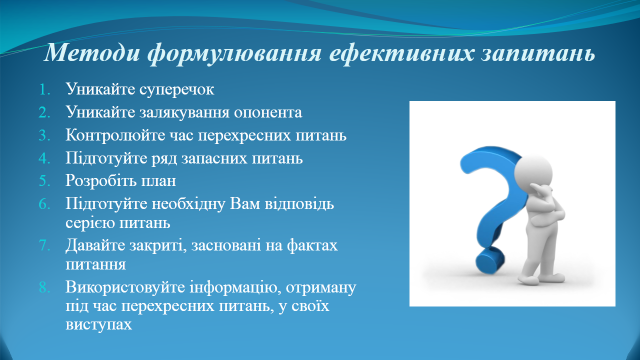 Методи формулювання ефективних запитань
1. Уникайте суперечок
2. Уникайте залякування опонента
3. Контролюйте час перехресних питань
4. Підготуйте ряд запасних питань
5. Розробіть план
6. Підготуйте необхідну Вам відповідь
серією питань
7. Давайте закриті, засновані на фактах
питання
8. Використовуйте інформацію, отриману
під час перехресних питань, у своїх
виступах